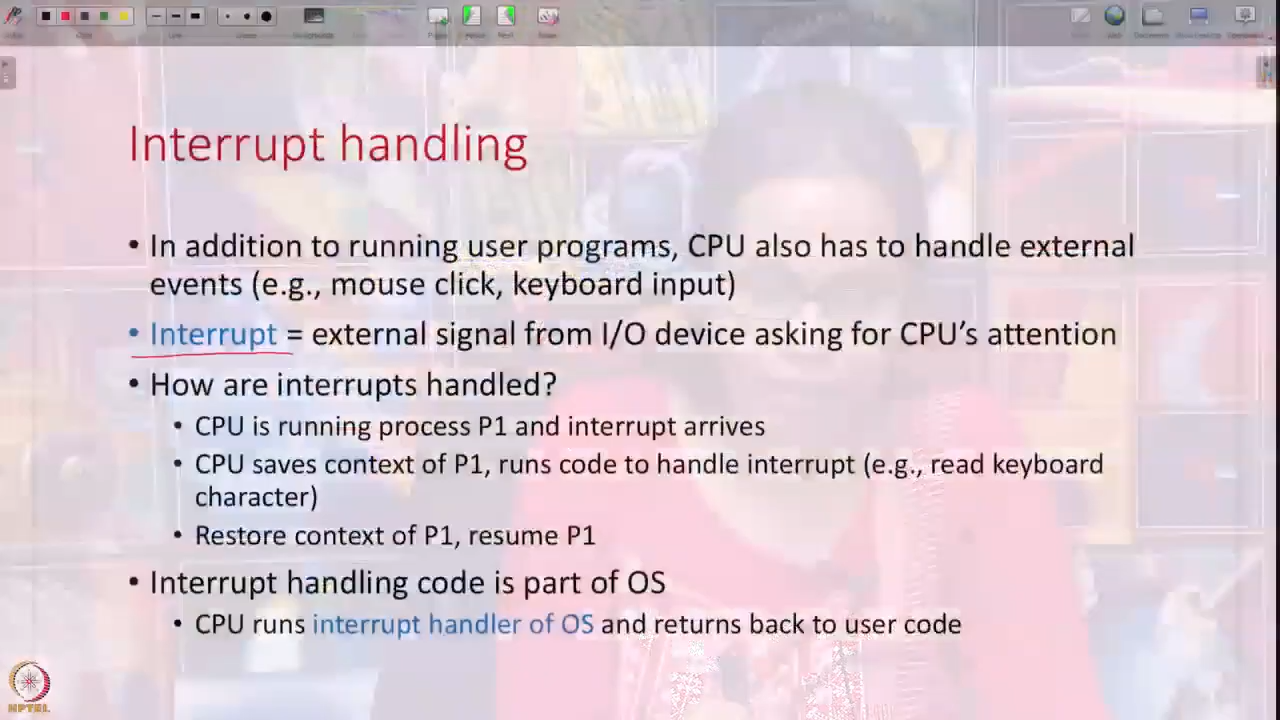 Interrupt handling
• In addition to running user programs, CPU also has to handle external
events (e.g., mouse click, keyboard input)
• Interrupt = external signal from I/O device asking for CPU's attention
• How are interrupts handled?
• CPU is running process P1 and interrupt arrives
• CPU saves context of P1, runs code to handle interrupt (e.g., read keyboard
character)
• Restore context of P1, resume P1
• Interrupt handling code is part of OS
• CPU runs interrupt handler of OS and returns back to user code
NPTEL